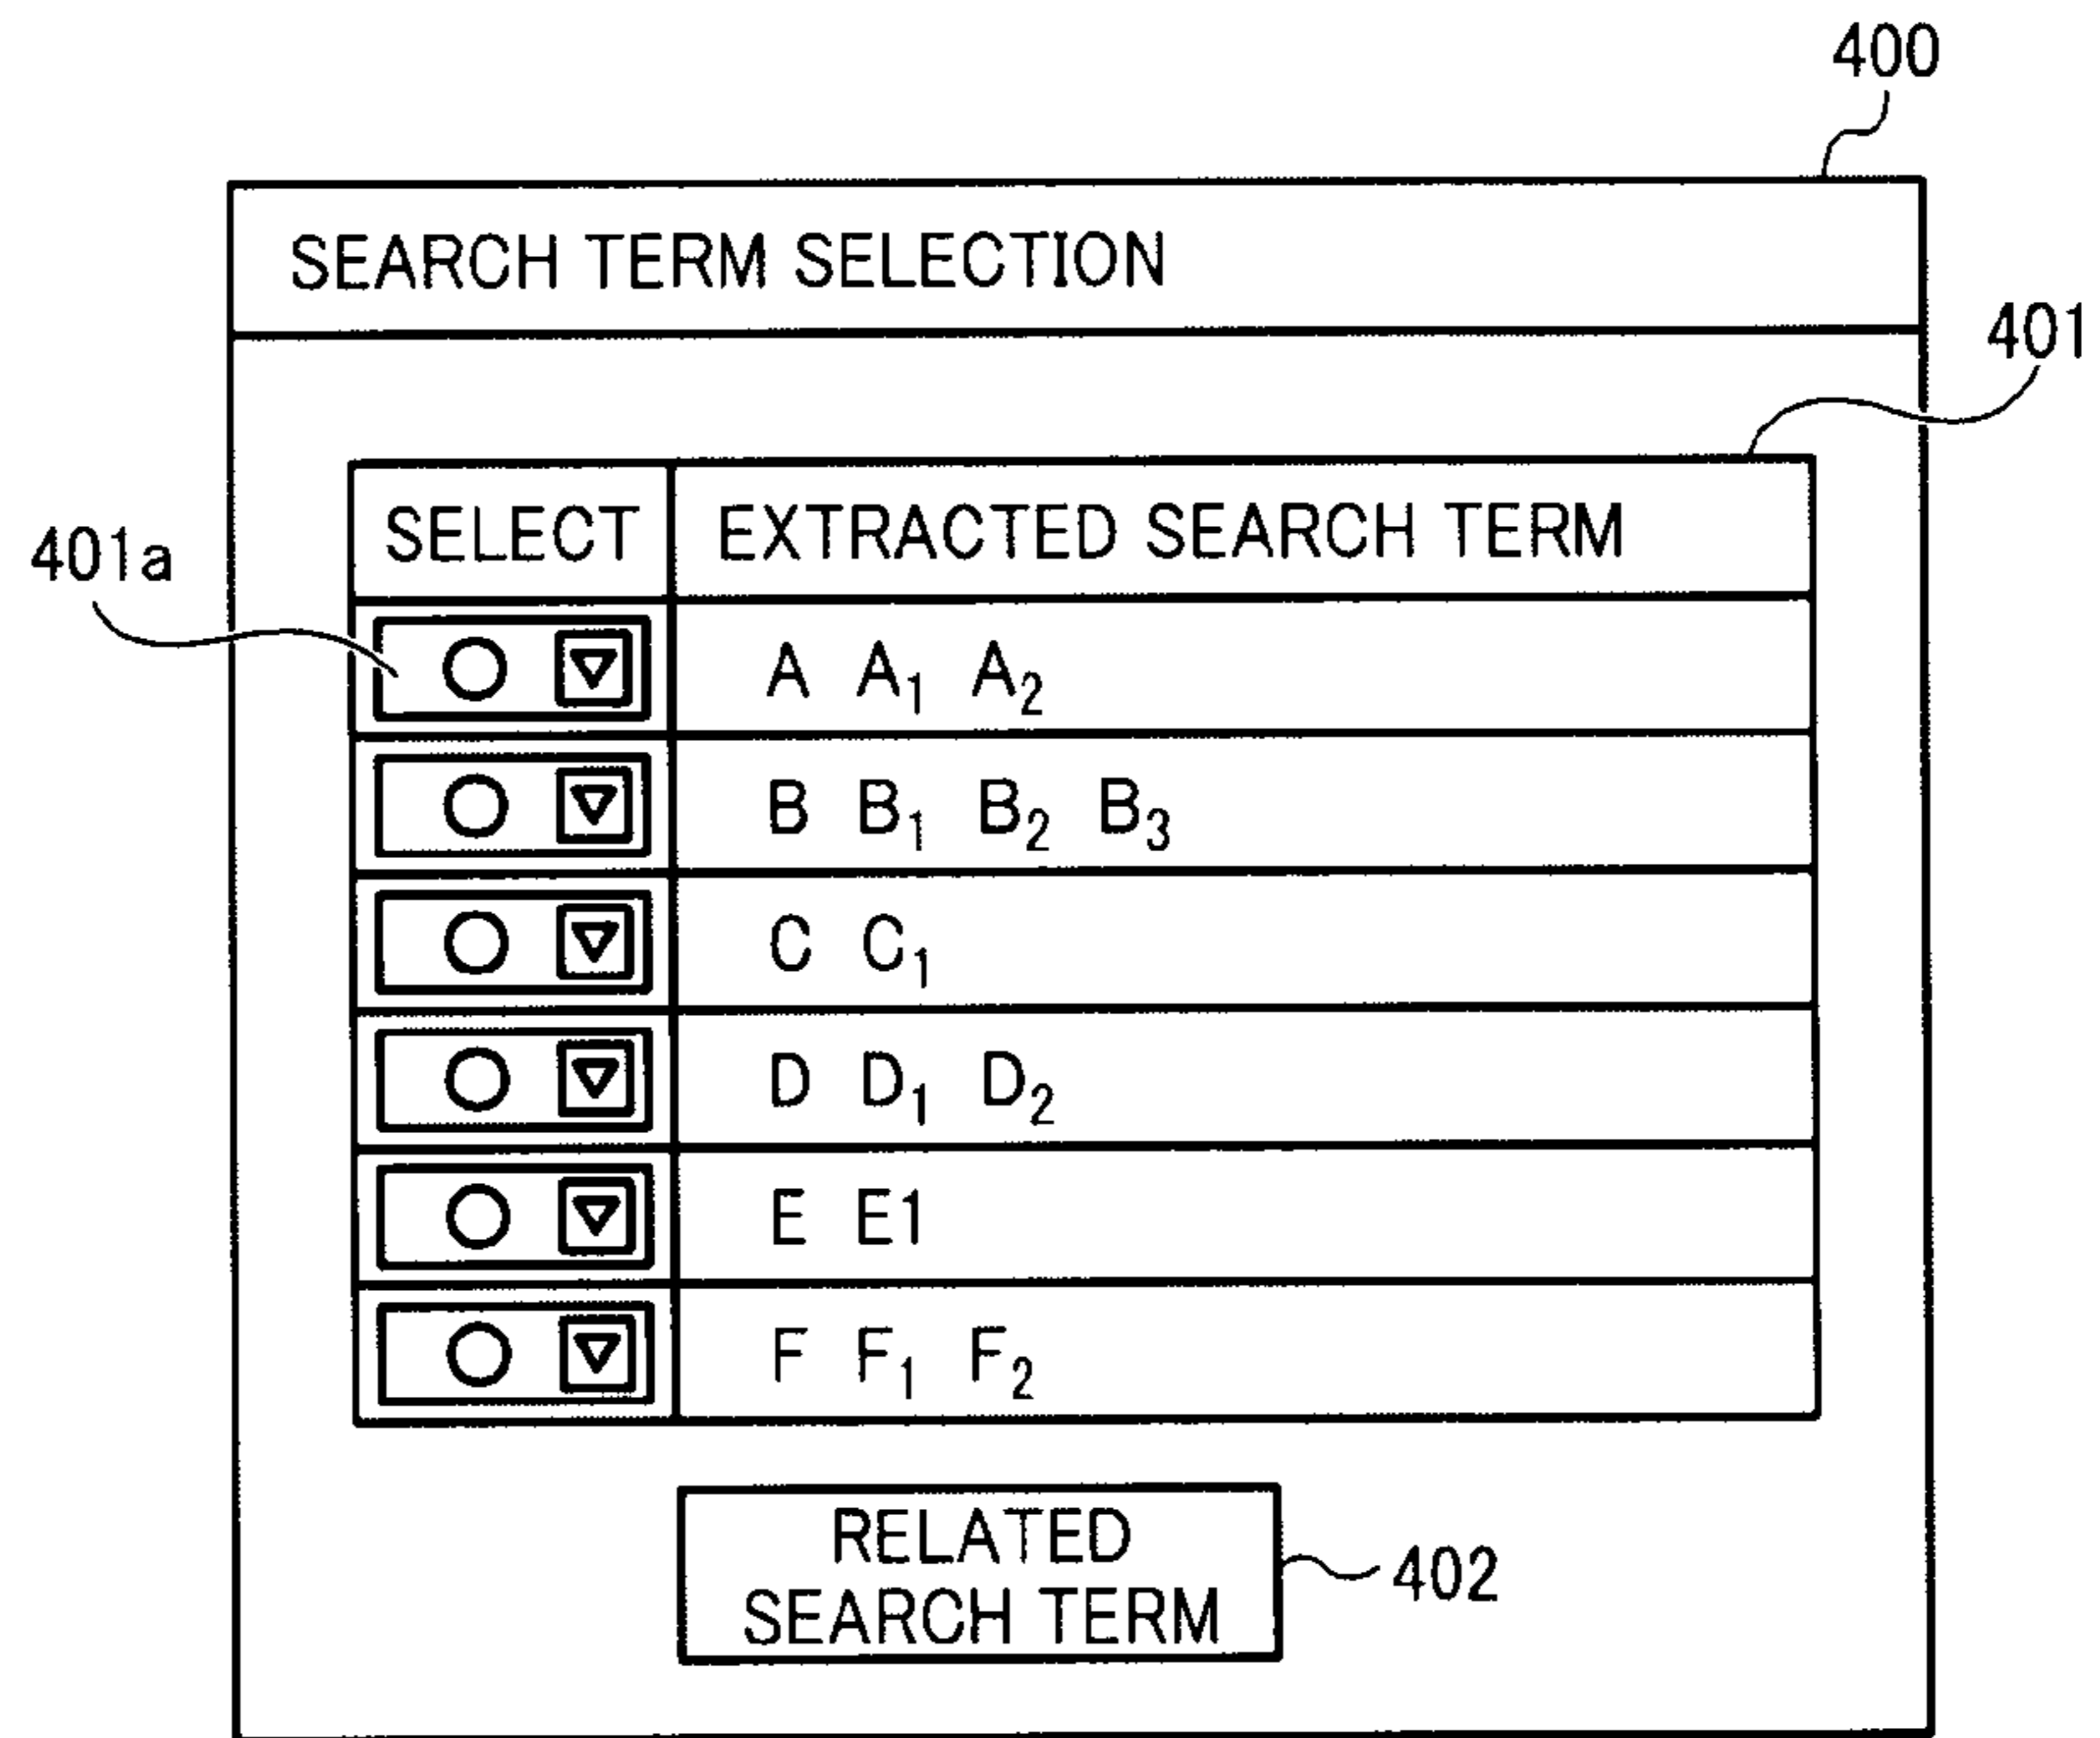 400
SEARCH TERM SELECTION
401
SELECT EXTRACTED SEARCH TERM
401a
A A₁ A₂
B B₁ B₂ B₃
C C₁
D D₁ D₂
E E1
F F₁ F₂
RELATED
SEARCH TERM
402